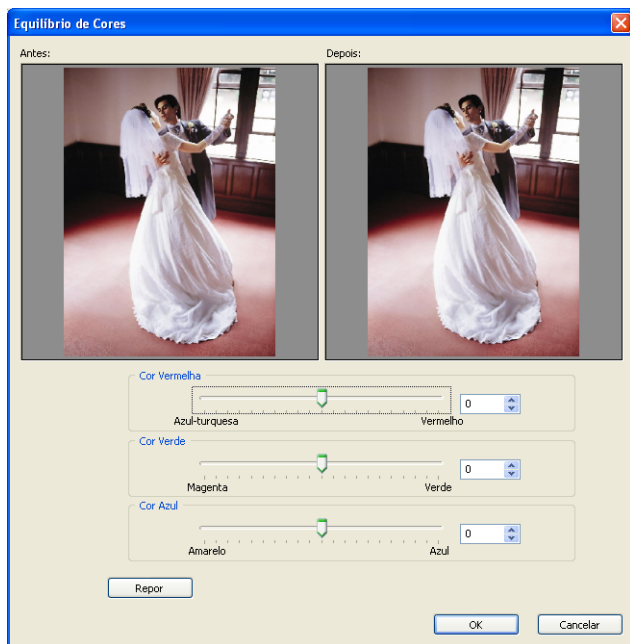 Equilíbrio de Cores
Antes:
Depois:
Cor Vermelha
0
Azul-turquesa
Vermelho
Cor Verde
0
Magenta
Verde
Cor Azul
0
Amarelo
Azul
Repor
OK
Cancelar